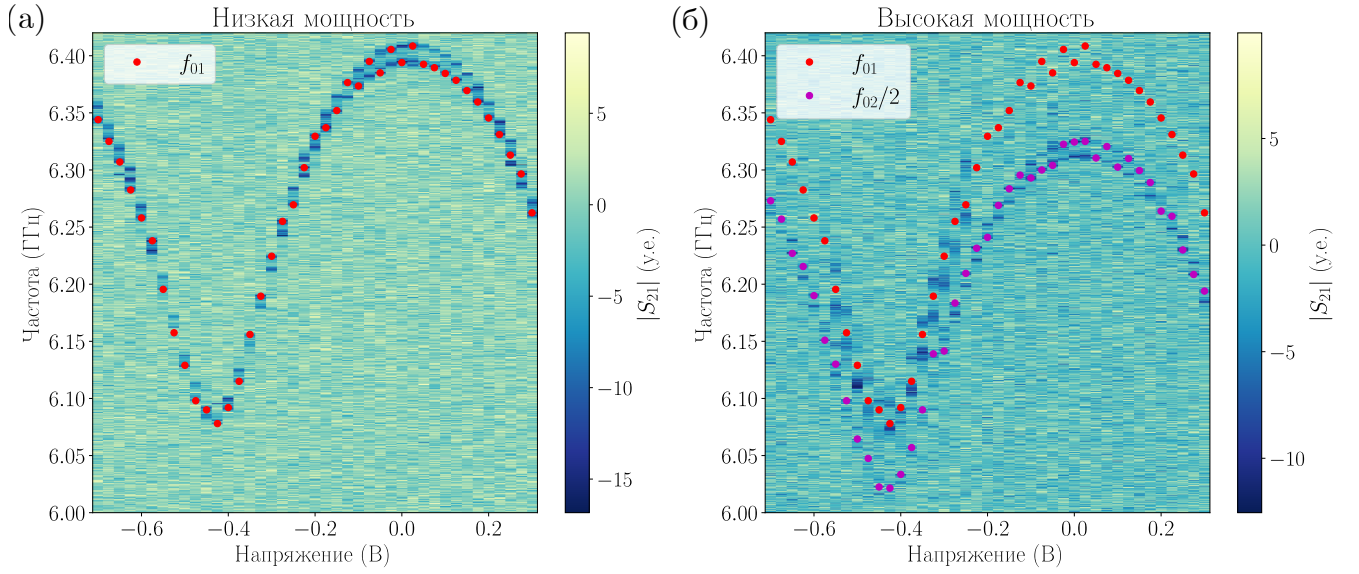 (а)
Низкая мощность
f01
6.40
6.35
6.30
6.25
6.20
6.15
6.10
6.05
6.00
Частота (ГГц)
−0.6
−0.4
−0.2
0.0
0.2
Напряжение (В)
5
0
−5
−10
−15
|S21| (у.е.)
(б)
Высокая мощность
f01
f02/2
6.40
6.35
6.30
6.25
6.20
6.15
6.10
6.05
6.00
Частота (ГГц)
−0.6
−0.4
−0.2
0.0
0.2
Напряжение (В)
5
0
−5
−10
|S21| (у.е.)